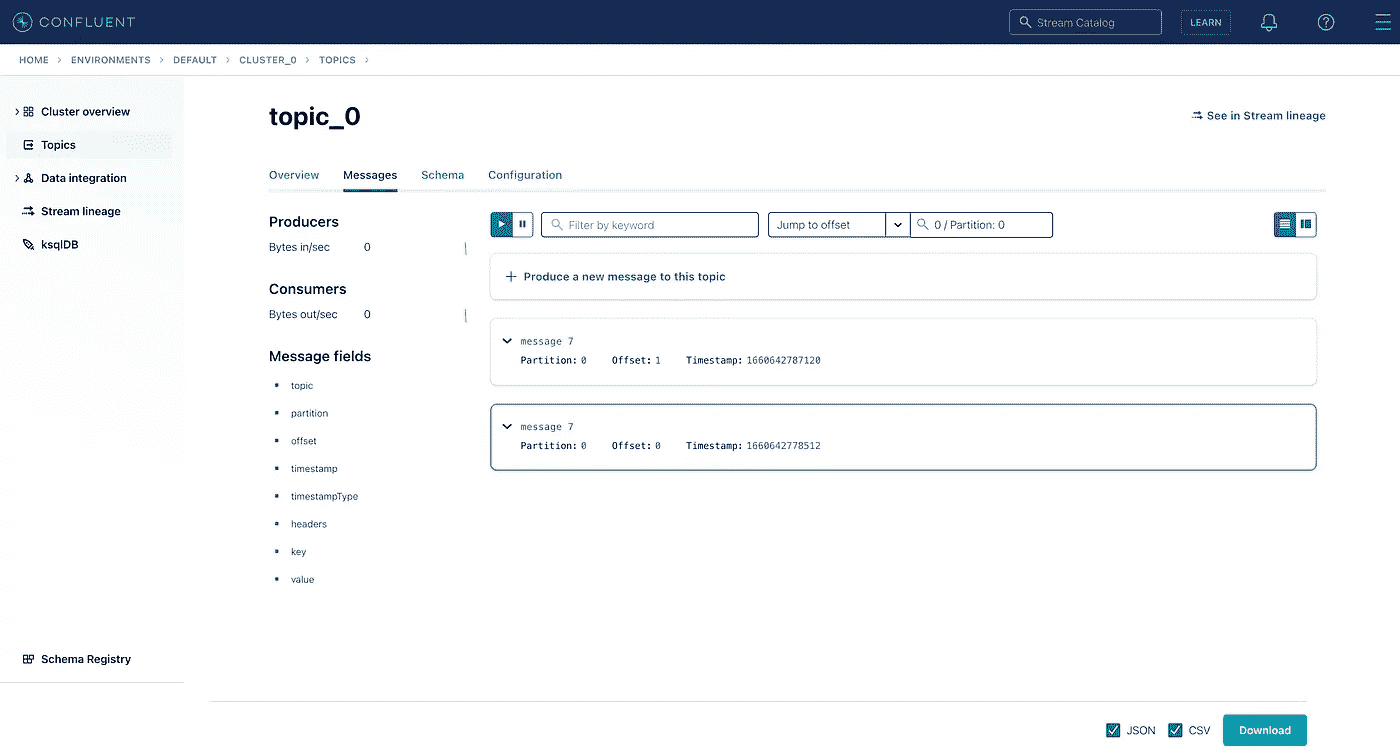 CONFLUENT
Stream Catalog
LEARN
HOME > ENVIRONMENTS > DEFAULT > CLUSTER_0 > TOPICS >
Cluster overview
Topics
Data integration
Stream lineage
ksqlDB
Schema Registry
topic_0
See in Stream lineage
Overview Messages Schema Configuration
Producers
Bytes in/sec 0
Consumers
Bytes out/sec 0
Message fields
topic
partition
offset
timestamp
timestampType
headers
key
value
Filter by keyword
Jump to offset
0 / Partition: 0
+ Produce a new message to this topic
message 7
Partition: 0 Offset: 1 Timestamp: 1660642787120
message 7
Partition: 0 Offset: 0 Timestamp: 1660642778512
JSON CSV Download